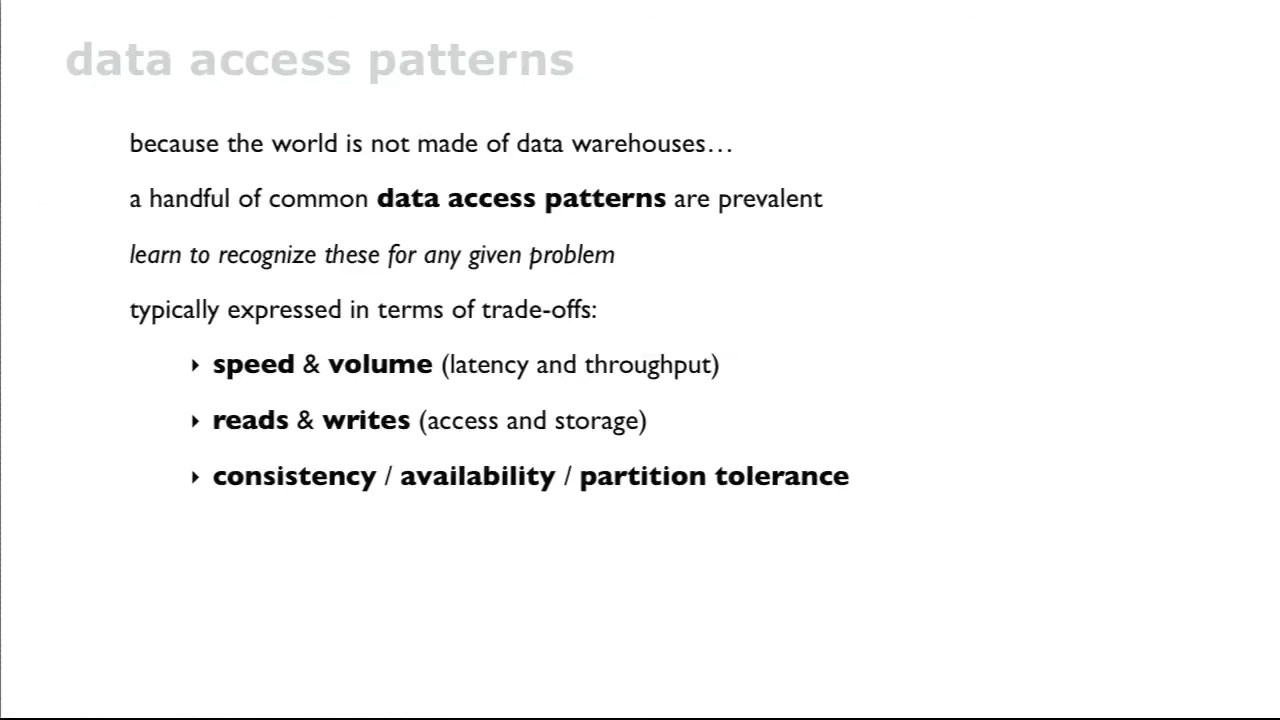 data access patterns
because the world is not made of data warehouses…
a handful of common data access patterns are prevalent
learn to recognize these for any given problem
typically expressed in terms of trade-offs:
‣ speed & volume (latency and throughput)
‣ reads & writes (access and storage)
‣ consistency / availability / partition tolerance